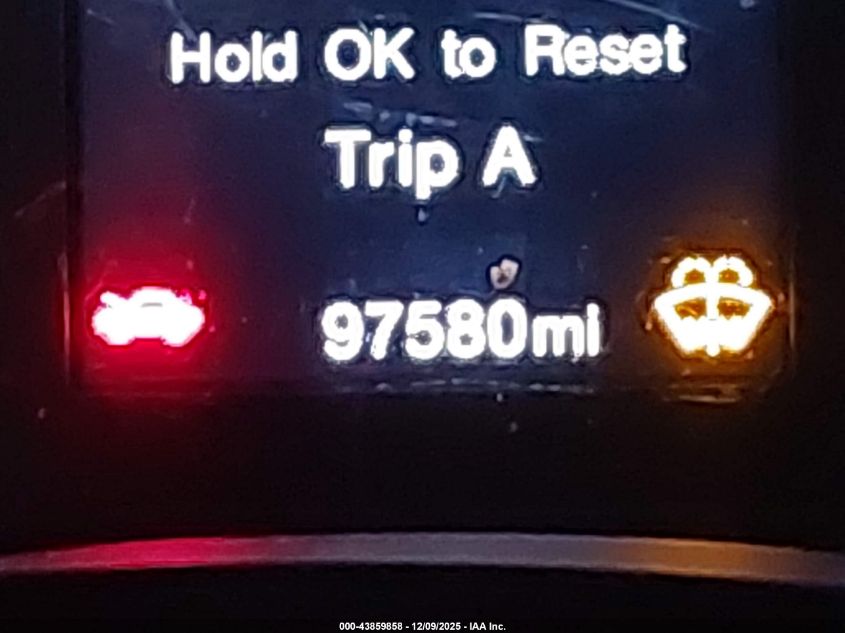 Hold OK to Reset
Trip A
97580mi
000-43859858 - 12/09/2025 - IAA Inc.